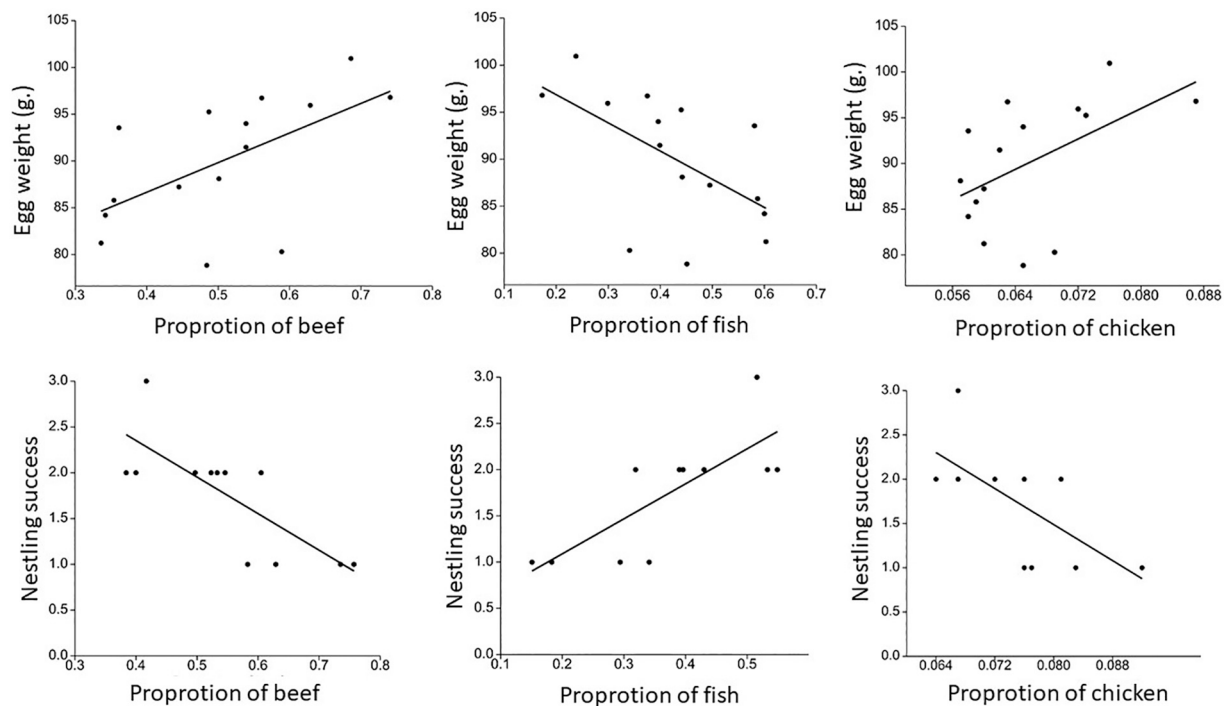 105
100
95
90
85
80
Egg weight (g.)
0.3 0.4 0.5 0.6 0.7 0.8
Proprotion of beef
105
100
95
90
85
80
Egg weight (g.)
0.1 0.2 0.3 0.4 0.5 0.6 0.7
Proprotion of fish
105
100
95
90
85
80
Egg weight (g.)
0.056 0.064 0.072 0.080 0.088
Proprotion of chicken
3.0
2.5
2.0
1.5
1.0
0.5
0.0
Nestling success
0.3 0.4 0.5 0.6 0.7 0.8
Proprotion of beef
3.0
2.5
2.0
1.5
1.0
0.5
0.0
Nestling success
0.1 0.2 0.3 0.4 0.5
Proprotion of fish
3.0
2.5
2.0
1.5
1.0
0.5
0.0
Nestling success
0.064 0.072 0.080 0.088
Proprotion of chicken